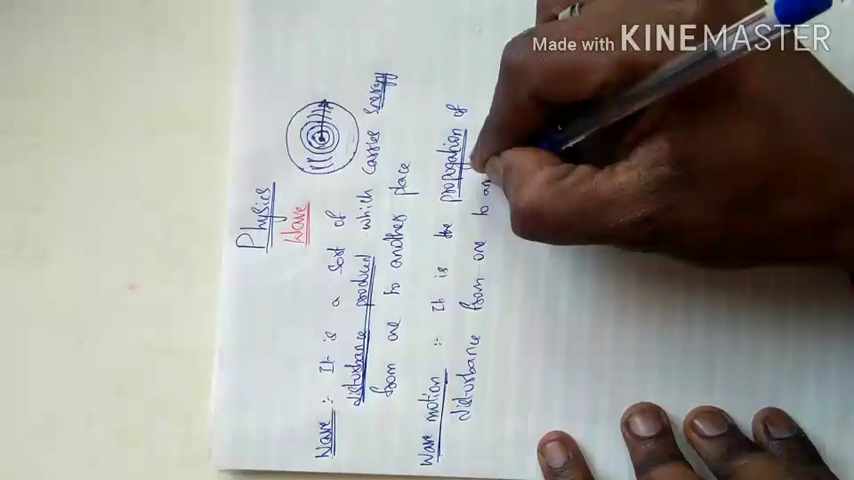 Made with KINEMASTER
Physics
Wave
Wave :- It is a sort of
disturbance produced which carries Energy
from one to another place
Wave motion :- It is the propagation of
disturbance from one to an